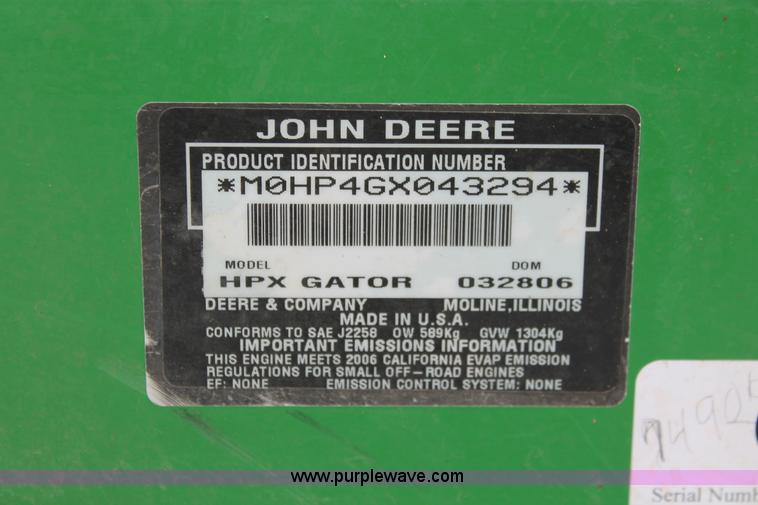 JOHN DEERE
PRODUCT IDENTIFICATION NUMBER
*M0HP4GX043294*
MODEL DOM
HPX GATOR 032806
DEERE & COMPANY MOLINE, ILLINOIS
MADE IN U.S.A.
CONFORMS TO SAE J2258 OW 589Kg GVW 1304Kg
IMPORTANT EMISSIONS INFORMATION
THIS ENGINE MEETS 2006 CALIFORNIA EVAP EMISSION
REGULATIONS FOR SMALL OFF-ROAD ENGINES
EF: NONE EMISSION CONTROL SYSTEM: NONE
www.purplewave.com
Serial